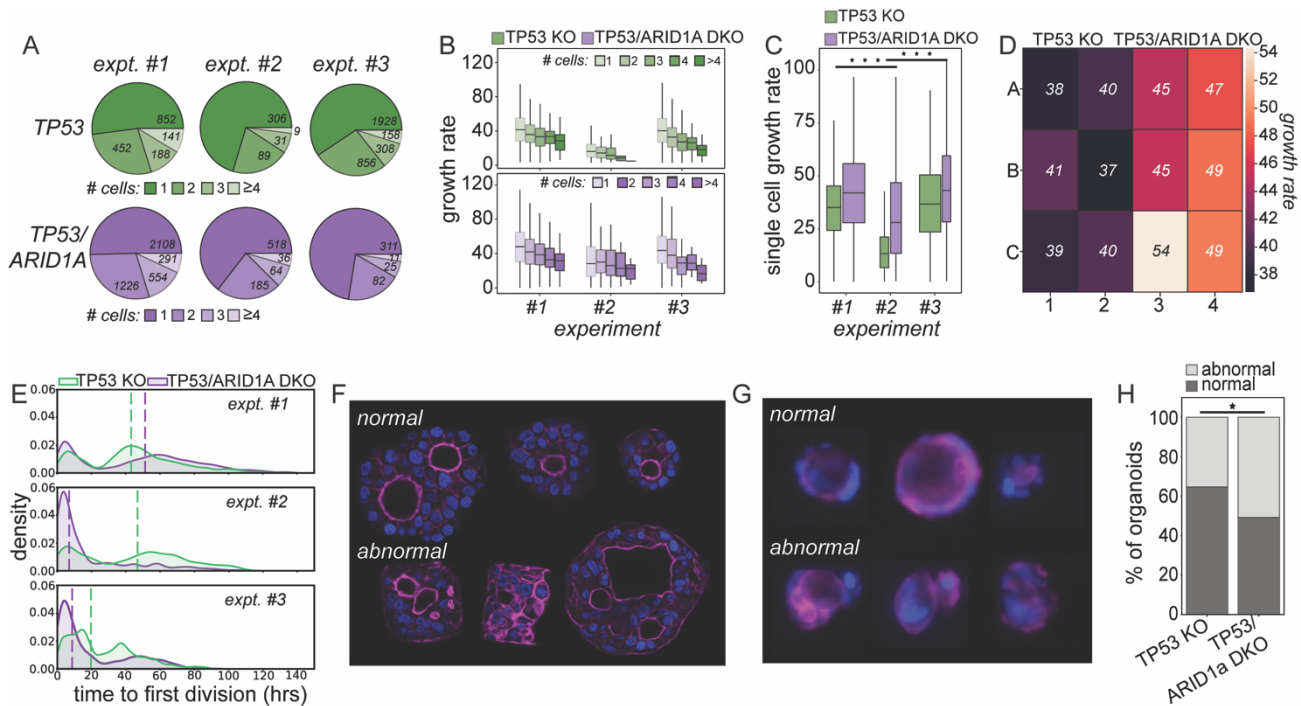 A
expt. #1 expt. #2 expt. #3
TP53
852 141 188 452
306 9 31 89
1928 158 308 856
# cells: 1 2 3 ≥4
TP53/
ARID1A
2108 291 554 1226
518 36 64 185
311 11 25 82
# cells: 1 2 3 ≥4
B
TP53 KO TP53/ARID1A DKO
# cells: 1 2 3 4 >4
120
80
40
0
# cells: 1 2 3 4 >4
120
80
40
0
growth rate
#1 #2 #3
experiment
C
TP53 KO
TP53/ARID1A DKO
* * * * * *
100
75
50
25
0
single cell growth rate
#1 #2 #3
experiment
D
TP53 KO TP53/ARID1A DKO
A 38 40 45 47
B 41 37 45 49
C 39 40 54 49
1 2 3 4
54
52
50
48
46
44
42
40
38
growth rate
E
TP53 KO TP53/ARID1A DKO
expt. #1
0.06
0.04
0.02
0.00
expt. #2
0.06
0.04
0.02
0.00
expt. #3
0.06
0.04
0.02
0.00
density
0 20 40 60 80 100 120 140
time to first division (hrs)
F
normal
abnormal
G
normal
abnormal
H
abnormal
normal
*
100
80
60
40
20
0
% of organoids
TP53 KO
TP53/
ARID1a DKO